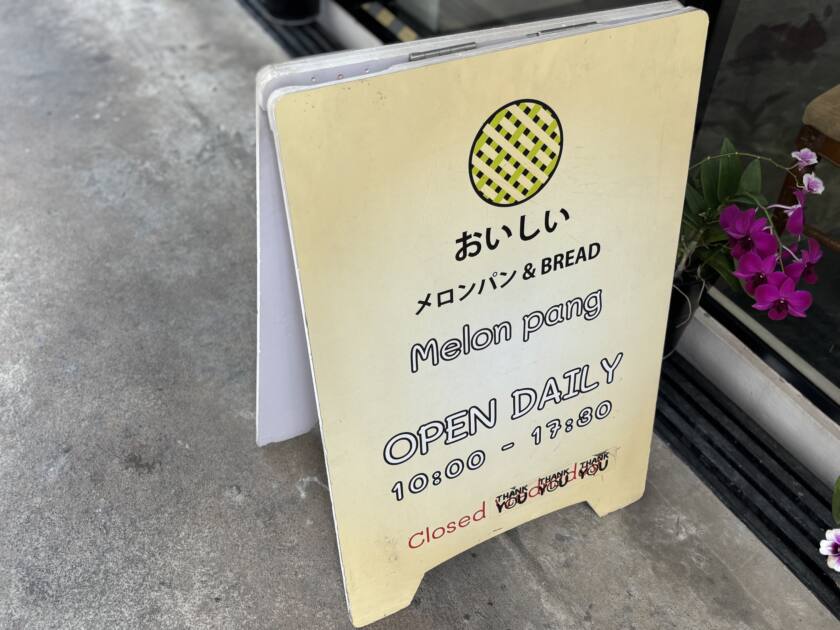 おいしい
メロンパン & BREAD
Melon pang
OPEN DAILY
10:00 - 17:30
Closed
THANK YOU THANK YOU THANK YOU